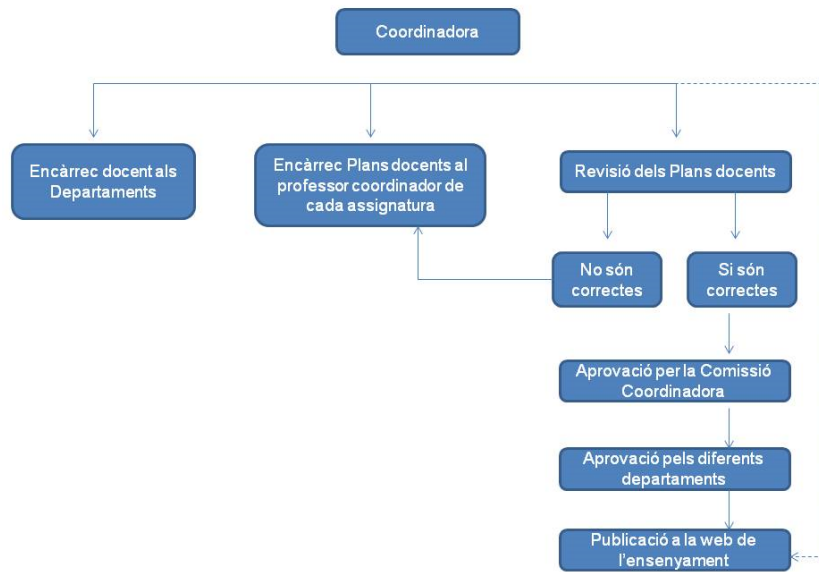 Coordinadora
Encàrrec docent als
Departaments
Encàrrec Plans docents al
professor coordinador de
cada assignatura
Revisió dels Plans docents
No són
correctes
Si són
correctes
Aprovació per la Comissió
Coordinadora
Aprovació pels diferents
departaments
Publicació a la web de
l'ensenyament